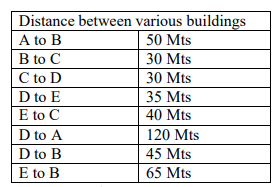 Distance between various buildings
A to B 50 Mts
B to C 30 Mts
C to D 30 Mts
D to E 35 Mts
E to C 40 Mts
D to A 120 Mts
D to B 45 Mts
E to B 65 Mts